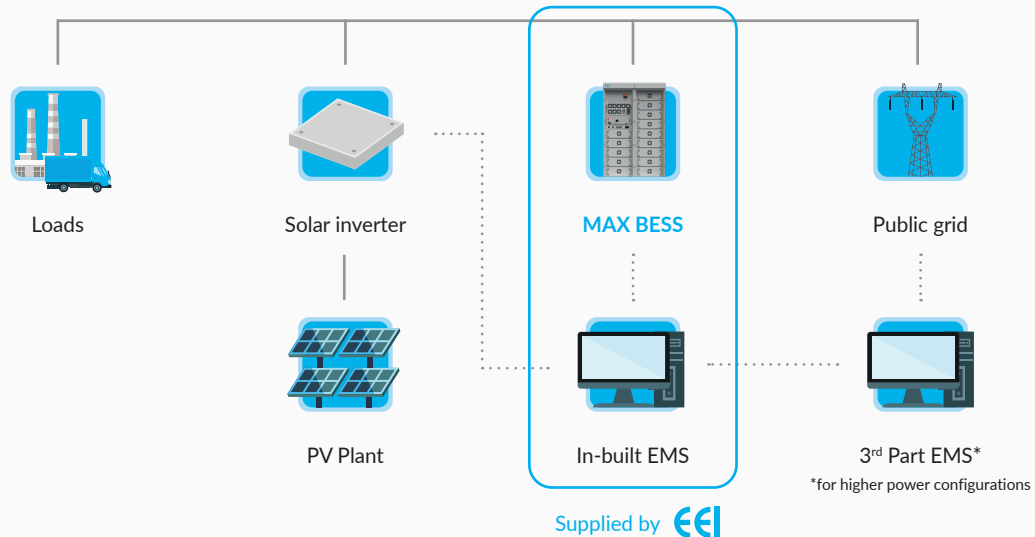 Loads
Solar inverter
MAX BESS
Public grid
PV Plant
In-built EMS
3rd Part EMS*
*for higher power configurations
Supplied by EEI